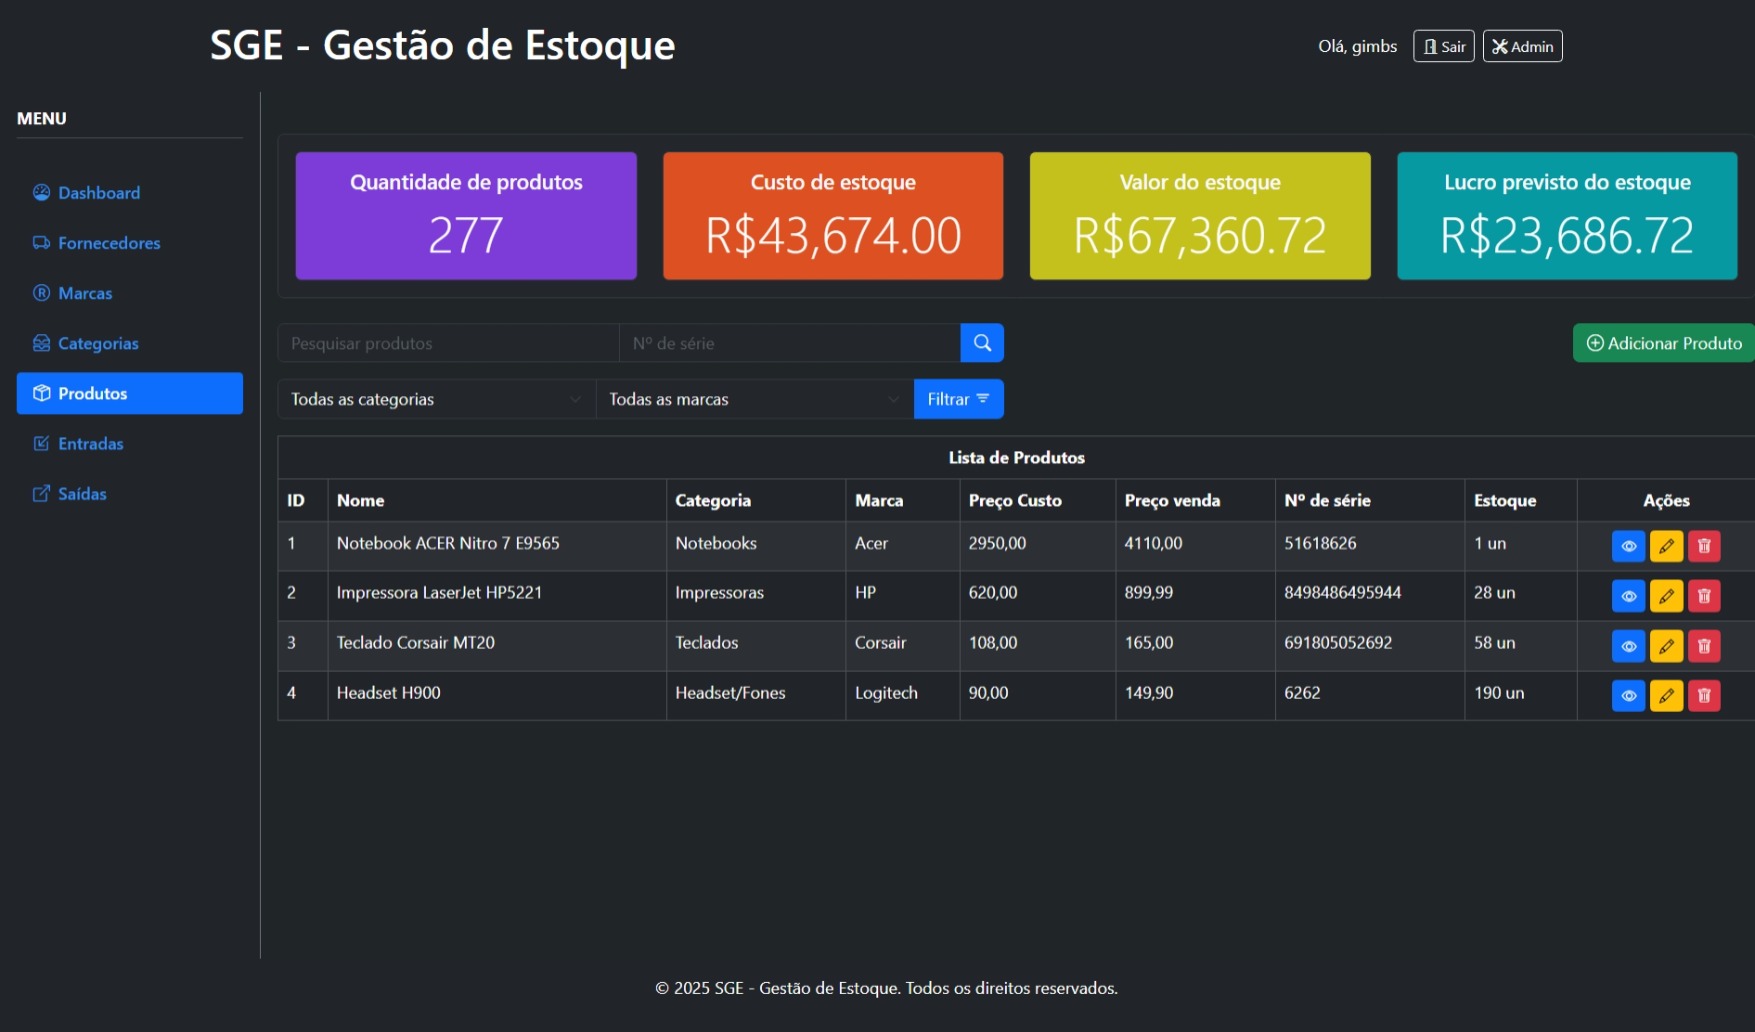 SGE - Gestão de Estoque
Olá, gimbs Sair Admin
MENU
Dashboard
Fornecedores
Marcas
Categorias
Produtos
Entradas
Saídas
Quantidade de produtos
277
Custo de estoque
R$43,674.00
Valor do estoque
R$67,360.72
Lucro previsto do estoque
R$23,686.72
Pesquisar produtos Nº de série Adicionar Produto
Todas as categorias Todas as marcas Filtrar
Lista de Produtos
ID Nome Categoria Marca Preço Custo Preço venda Nº de série Estoque Ações
1 Notebook ACER Nitro 7 E9565 Notebooks Acer 2950,00 4110,00 51618626 1 un
2 Impressora LaserJet HP5221 Impressoras HP 620,00 899,99 8498486495944 28 un
3 Teclado Corsair MT20 Teclados Corsair 108,00 165,00 691805052692 58 un
4 Headset H900 Headset/Fones Logitech 90,00 149,90 6262 190 un
© 2025 SGE - Gestão de Estoque. Todos os direitos reservados.